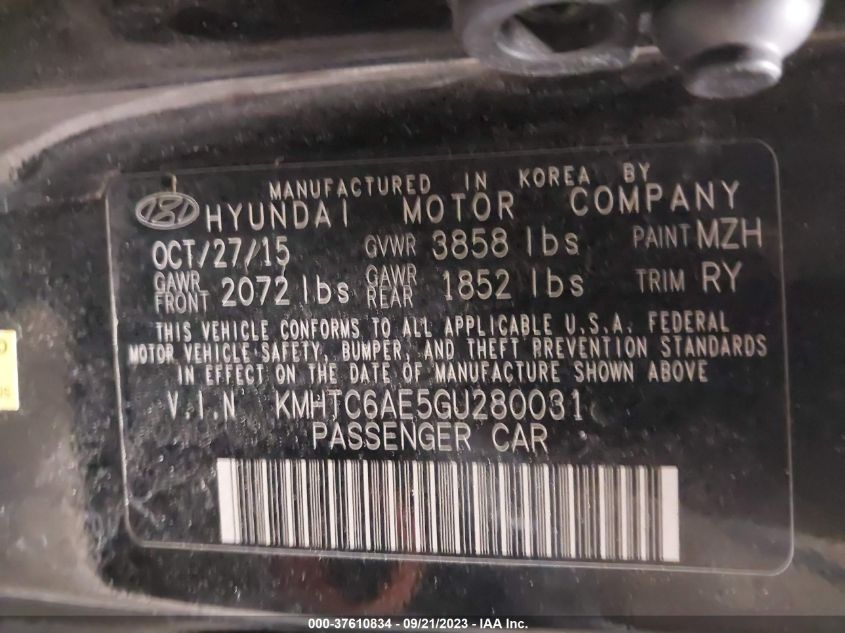 MANUFACTURED IN KOREA BY
HYUNDAI MOTOR COMPANY
OCT/27/15 GVWR 3858 lbs PAINT MZH
GAWR FRONT 2072 lbs GAWR REAR 1852 lbs TRIM RY
THIS VEHICLE CONFORMS TO ALL APPLICABLE U.S.A. FEDERAL
MOTOR VEHICLE SAFETY, BUMPER, AND THEFT PREVENTION STANDARDS
IN EFFECT ON THE DATE OF MANUFACTURE SHOWN ABOVE
V.I.N KMHTC6AE5GU280031
PASSENGER CAR
000-37610834 - 09/21/2023 - IAAI, Inc.